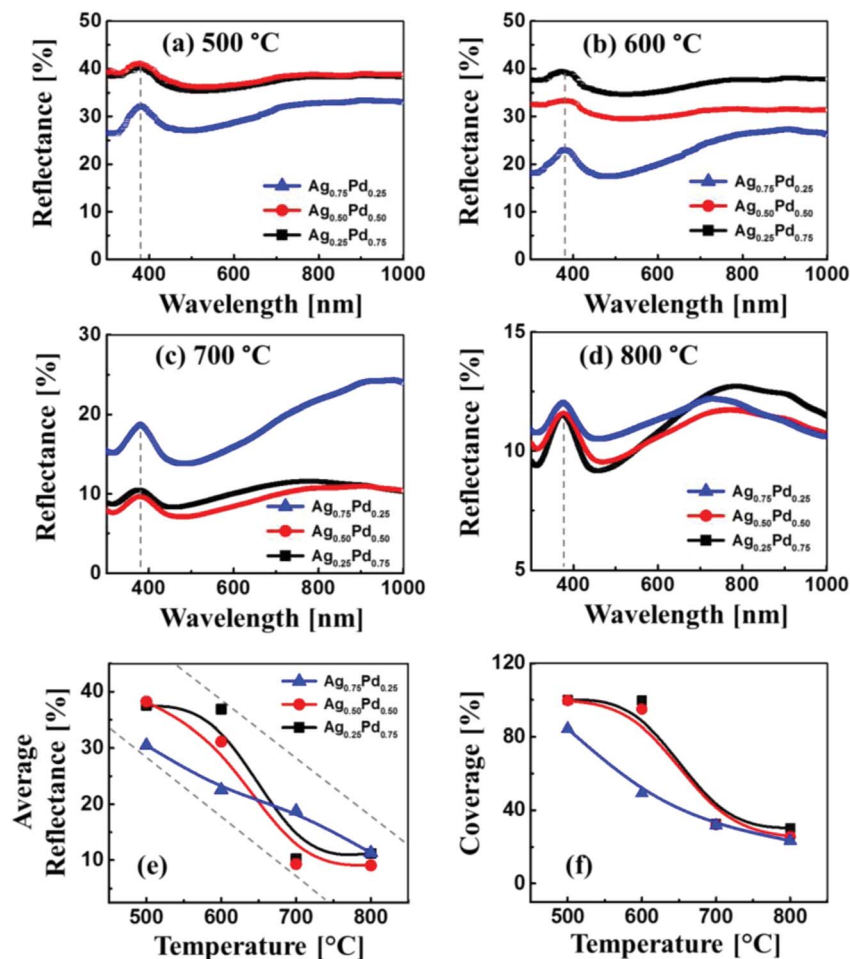 (a) 500 °C
Reflectance [%]
50
40
30
20
10
0
Ag0.75Pd0.25
Ag0.50Pd0.50
Ag0.25Pd0.75
400 600 800 1000
Wavelength [nm]
(b) 600 °C
Reflectance [%]
50
40
30
20
10
0
Ag0.75Pd0.25
Ag0.50Pd0.50
Ag0.25Pd0.75
400 600 800 1000
Wavelength [nm]
(c) 700 °C
Reflectance [%]
30
20
10
0
Ag0.75Pd0.25
Ag0.50Pd0.50
Ag0.25Pd0.75
400 600 800 1000
Wavelength [nm]
(d) 800 °C
Reflectance [%]
15
10
5
Ag0.75Pd0.25
Ag0.50Pd0.50
Ag0.25Pd0.75
400 600 800 1000
Wavelength [nm]
Average
Reflectance [%]
40
30
20
10
Ag0.75Pd0.25
Ag0.50Pd0.50
Ag0.25Pd0.75
(e)
500 600 700 800
Temperature [°C]
Coverage [%]
120
80
40
0
(f)
500 600 700 800
Temperature [°C]